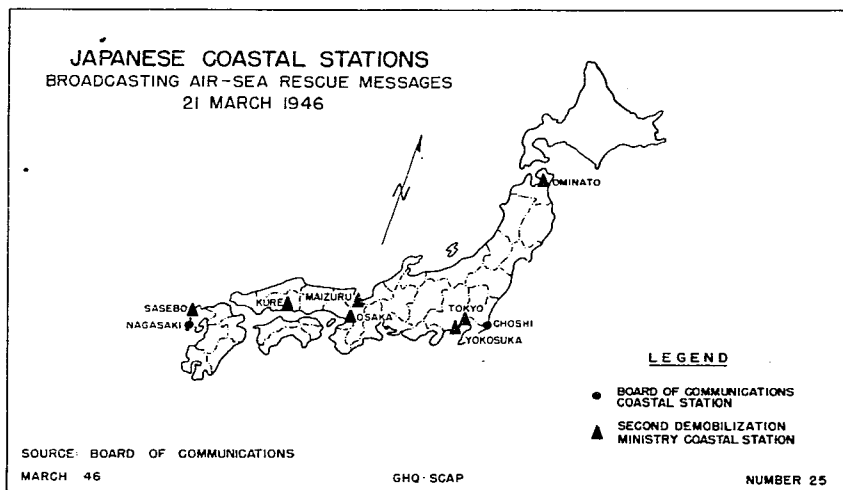 JAPANESE COASTAL STATIONS
BROADCASTING AIR-SEA RESCUE MESSAGES
21 MARCH 1946
N
OMINATO
SASEBO
KURE
MAIZURU
TOKYO
NAGASAKI
OSAKA
CHOSHI
YOKOSUKA
LEGEND
BOARD OF COMMUNICATIONS
COASTAL STATION
SECOND DEMOBILIZATION
MINISTRY COASTAL STATION
SOURCE: BOARD OF COMMUNICATIONS
MARCH 46
GHQ-SCAP
NUMBER 25